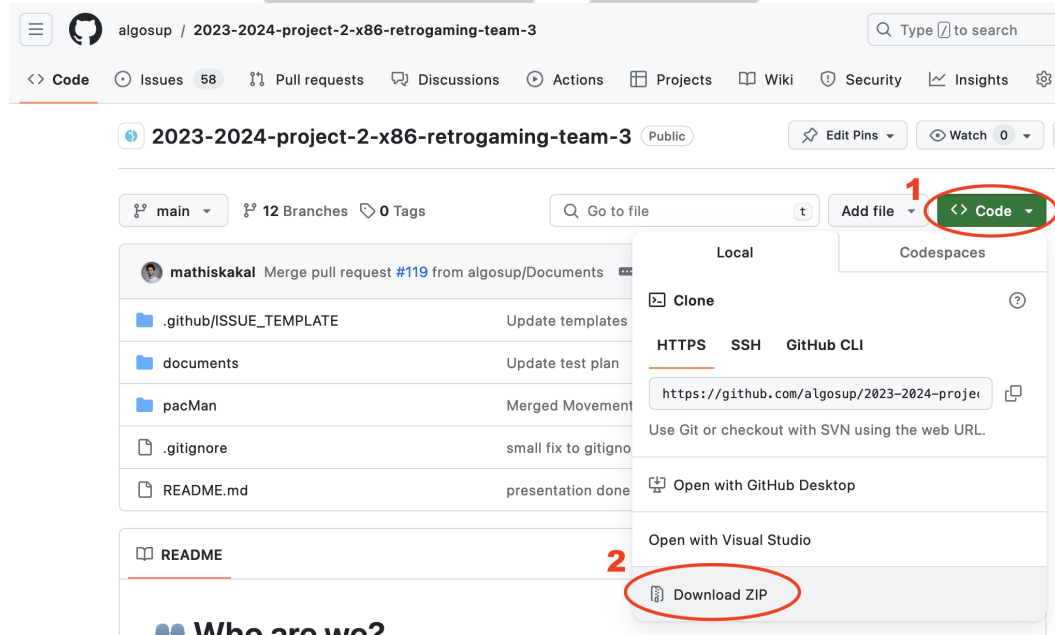 algosup / 2023-2024-project-2-x86-retrogaming-team-3
Type / to search
Code
Issues 58
Pull requests
Discussions
Actions
Projects
Wiki
Security
Insights
2023-2024-project-2-x86-retrogaming-team-3 Public
Edit Pins
Watch 0
1
main
12 Branches
0 Tags
Go to file t
Add file
Code
Local
Codespaces
mathiskakal Merge pull request #119 from algosup/Documents
Clone
.github/ISSUE_TEMPLATE Update templates
HTTPS SSH GitHub CLI
documents Update test plan
https://github.com/algosup/2023-2024-projec
pacMan Merged Movement
Use Git or checkout with SVN using the web URL.
.gitignore small fix to gitigno
README.md presentation done
Open with GitHub Desktop
Open with Visual Studio
README
2
Download ZIP
Who are we?